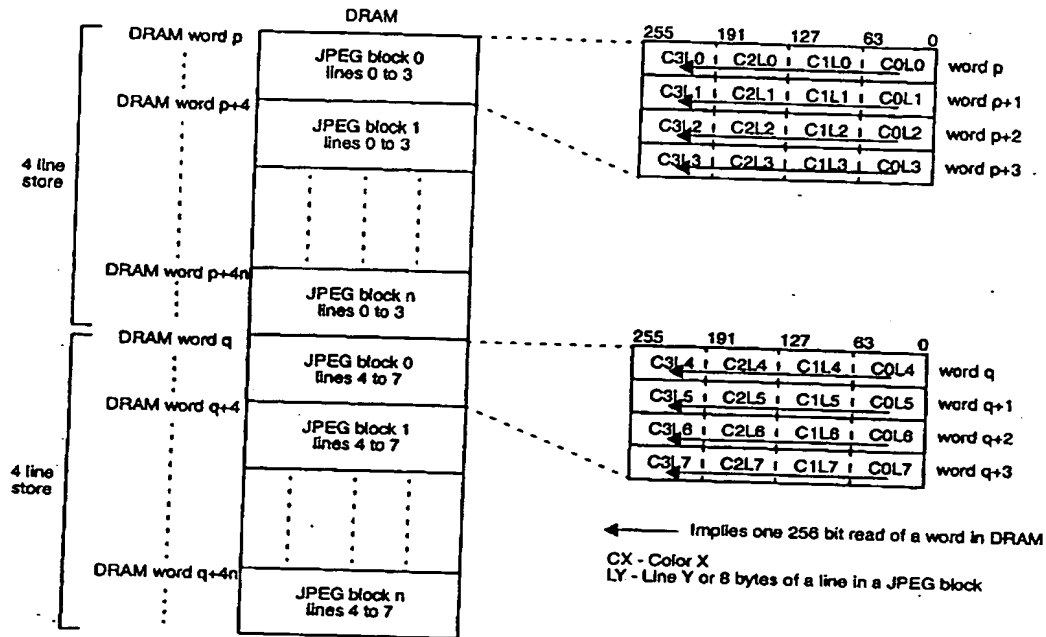 DRAM
DRAM word p
JPEG block 0
lines 0 to 3
DRAM word p+4
JPEG block 1
lines 0 to 3
4 line
store
DRAM word p+4n
JPEG block n
lines 0 to 3
DRAM word q
JPEG block 0
lines 4 to 7
DRAM word q+4
JPEG block 1
lines 4 to 7
4 line
store
DRAM word q+4n
JPEG block n
lines 4 to 7
255 191 127 63 0
C3L0 C2L0 C1L0 C0L0 word p
C3L1 C2L1 C1L1 C0L1 word p+1
C3L2 C2L2 C1L2 C0L2 word p+2
C3L3 C2L3 C1L3 C0L3 word p+3
255 191 127 63 0
C3L4 C2L4 C1L4 C0L4 word q
C3L5 C2L5 C1L5 C0L5 word q+1
C3L6 C2L6 C1L6 C0L6 word q+2
C3L7 C2L7 C1L7 C0L7 word q+3
Implies one 256 bit read of a word in DRAM
CX - Color X
LY - Line Y or 8 bytes of a line in a JPEG block